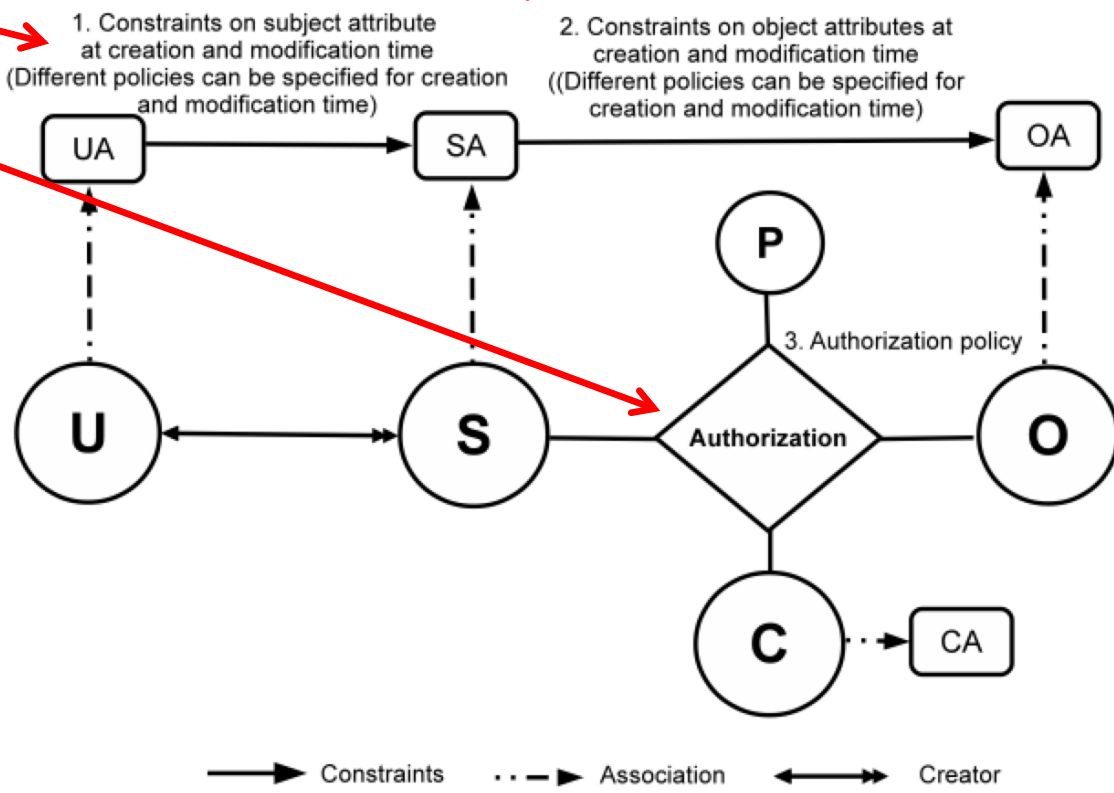 1. Constraints on subject attribute
at creation and modification time
(Different policies can be specified for creation
and modification time)
2. Constraints on object attributes at
creation and modification time
((Different policies can be specified for
creation and modification time)
UA
SA
OA
P
3. Authorization policy
U
S
Authorization
O
C
CA
Constraints
Association
Creator